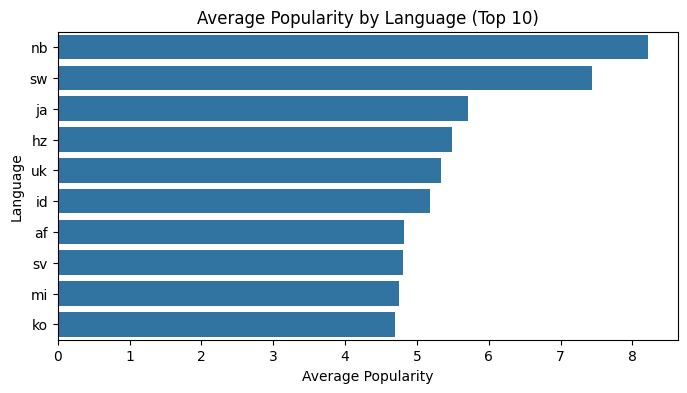 Average Popularity by Language (Top 10)
nb
sw
ja
hz
uk
id
af
sv
mi
ko
Language
0 1 2 3 4 5 6 7 8
Average Popularity